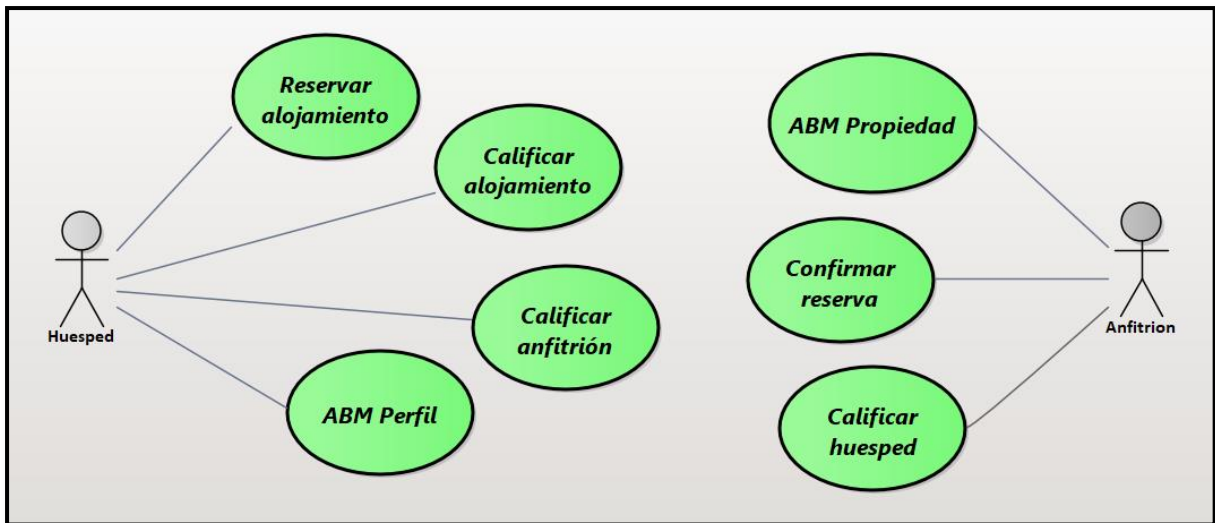 Reservar
alojamiento
Calificar
alojamiento
Calificar
anfitrión
ABM Perfil
Huesped
ABM Propiedad
Confirmar
reserva
Calificar
huesped
Anfitrion